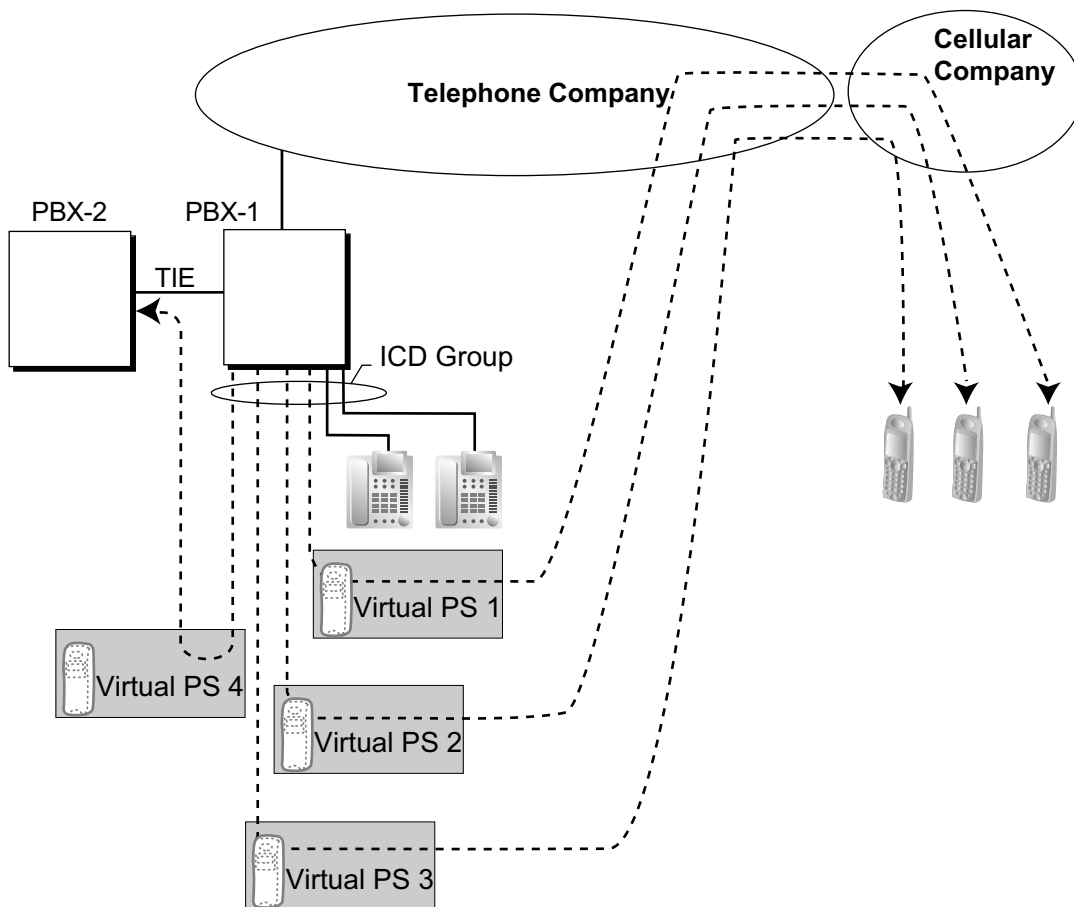 Cellular
Company
Telephone Company
PBX-2
PBX-1
TIE
ICD Group
Virtual PS 1
Virtual PS 4
Virtual PS 2
Virtual PS 3